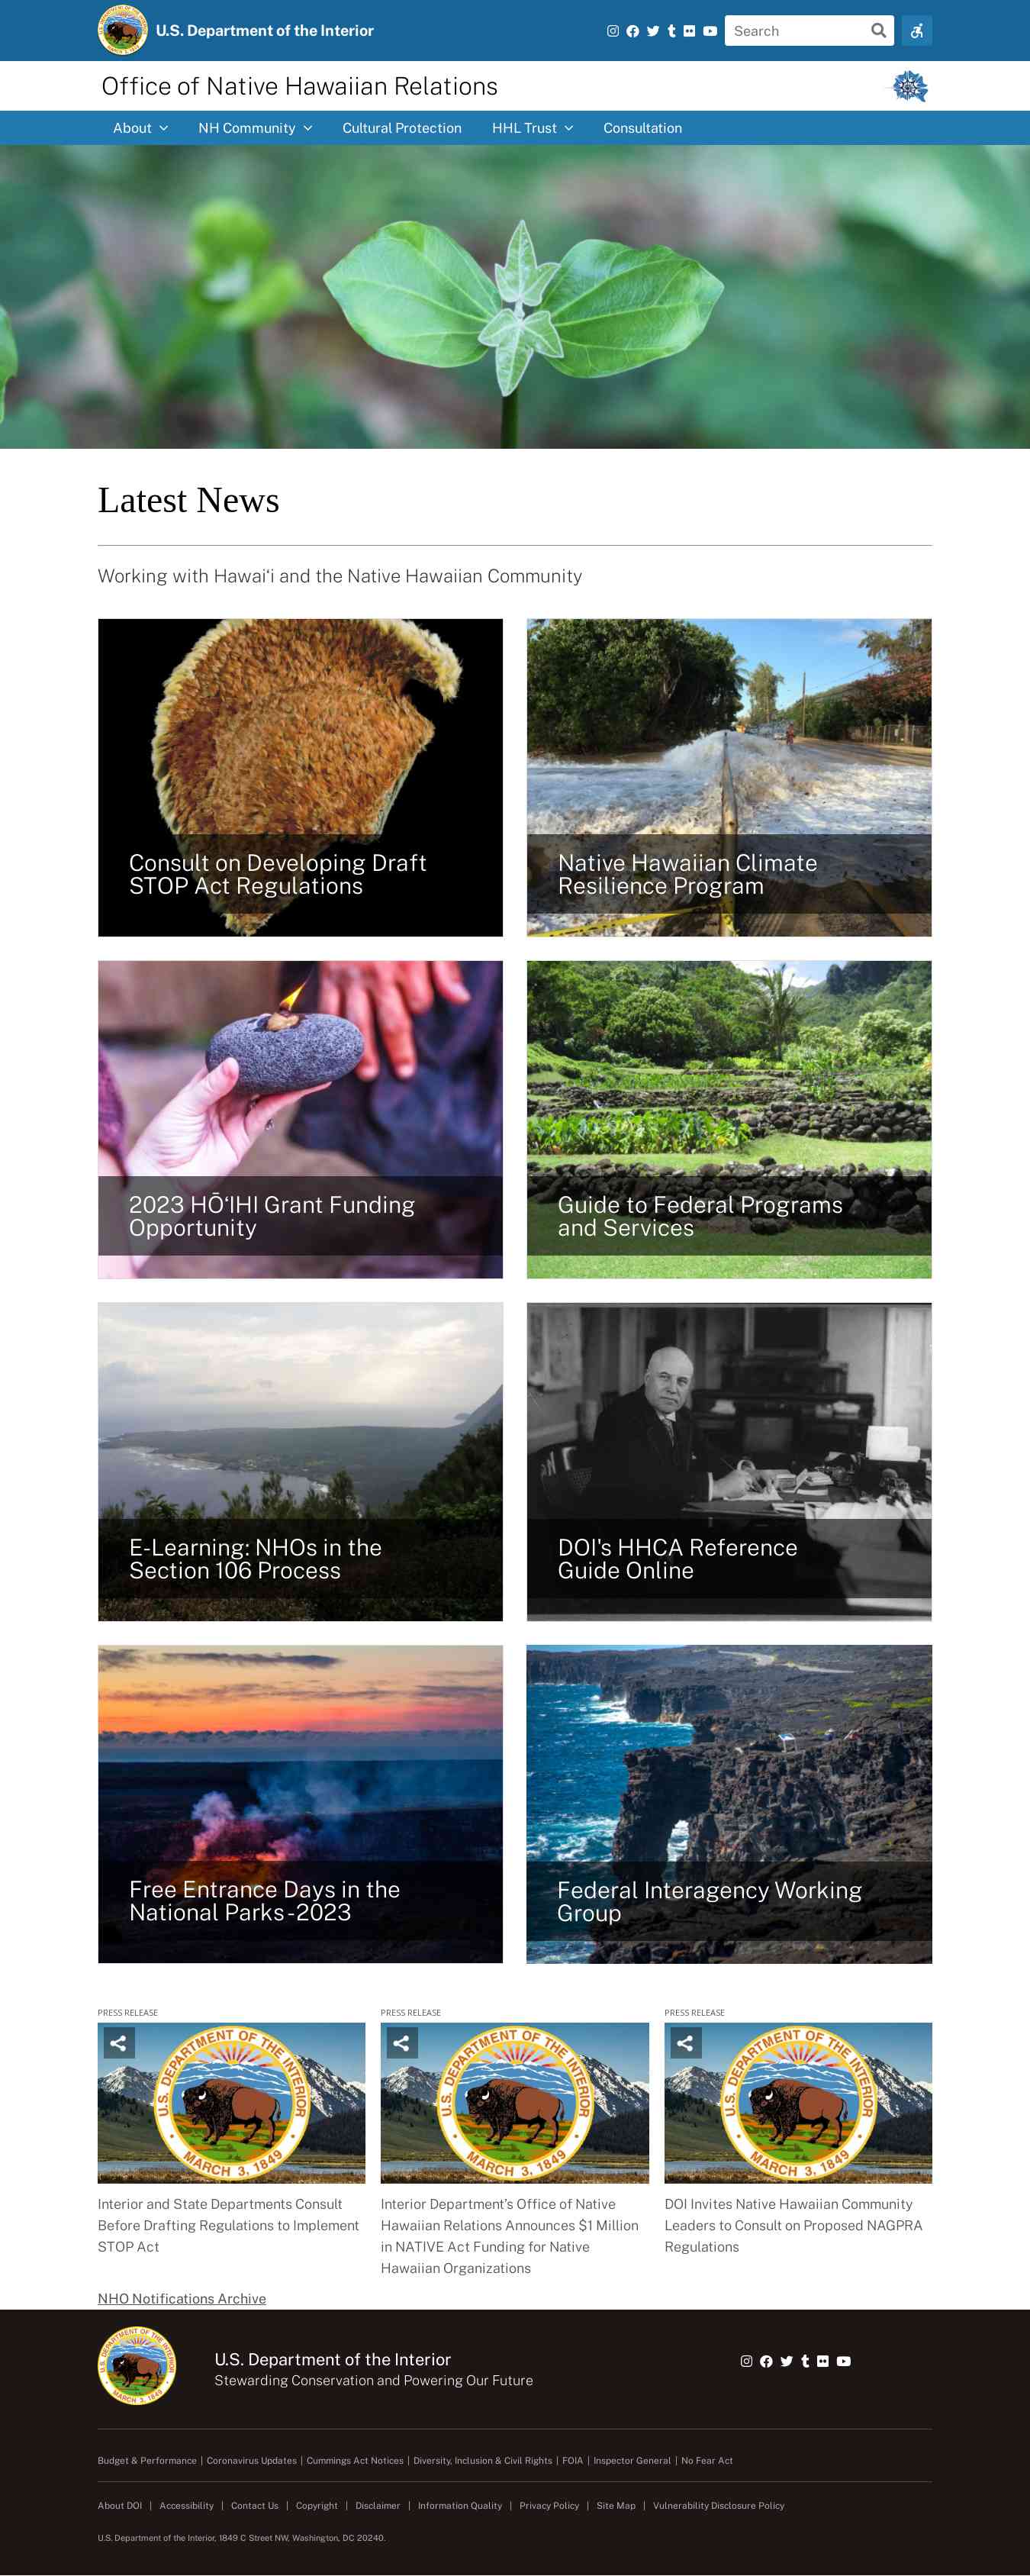 U.S. Department of the Interior
Search
Office of Native Hawaiian Relations
About
NH Community
Cultural Protection
HHL Trust
Consultation
Latest News
Working with Hawaiʻi and the Native Hawaiian Community
Consult on Developing Draft
STOP Act Regulations
Native Hawaiian Climate
Resilience Program
2023 HŌʻIHI Grant Funding
Opportunity
Guide to Federal Programs
and Services
E-Learning: NHOs in the
Section 106 Process
DOI's HHCA Reference
Guide Online
Free Entrance Days in the
National Parks-2023
Federal Interagency Working
Group
PRESS RELEASE
U.S. DEPARTMENT OF THE INTERIOR
MARCH 3, 1849
Interior and State Departments Consult
Before Drafting Regulations to Implement
STOP Act
PRESS RELEASE
U.S. DEPARTMENT OF THE INTERIOR
MARCH 3, 1849
Interior Department’s Office of Native
Hawaiian Relations Announces $1 Million
in NATIVE Act Funding for Native
Hawaiian Organizations
PRESS RELEASE
U.S. DEPARTMENT OF THE INTERIOR
MARCH 3, 1849
DOI Invites Native Hawaiian Community
Leaders to Consult on Proposed NAGPRA
Regulations
NHO Notifications Archive
U.S. DEPARTMENT OF THE INTERIOR
MARCH 3, 1849
U.S. Department of the Interior
Stewarding Conservation and Powering Our Future
Budget & Performance | Coronavirus Updates | Cummings Act Notices | Diversity, Inclusion & Civil Rights | FOIA | Inspector General | No Fear Act
About DOI | Accessibility | Contact Us | Copyright | Disclaimer | Information Quality | Privacy Policy | Site Map | Vulnerability Disclosure Policy
U.S. Department of the Interior, 1849 C Street NW, Washington, DC 20240.